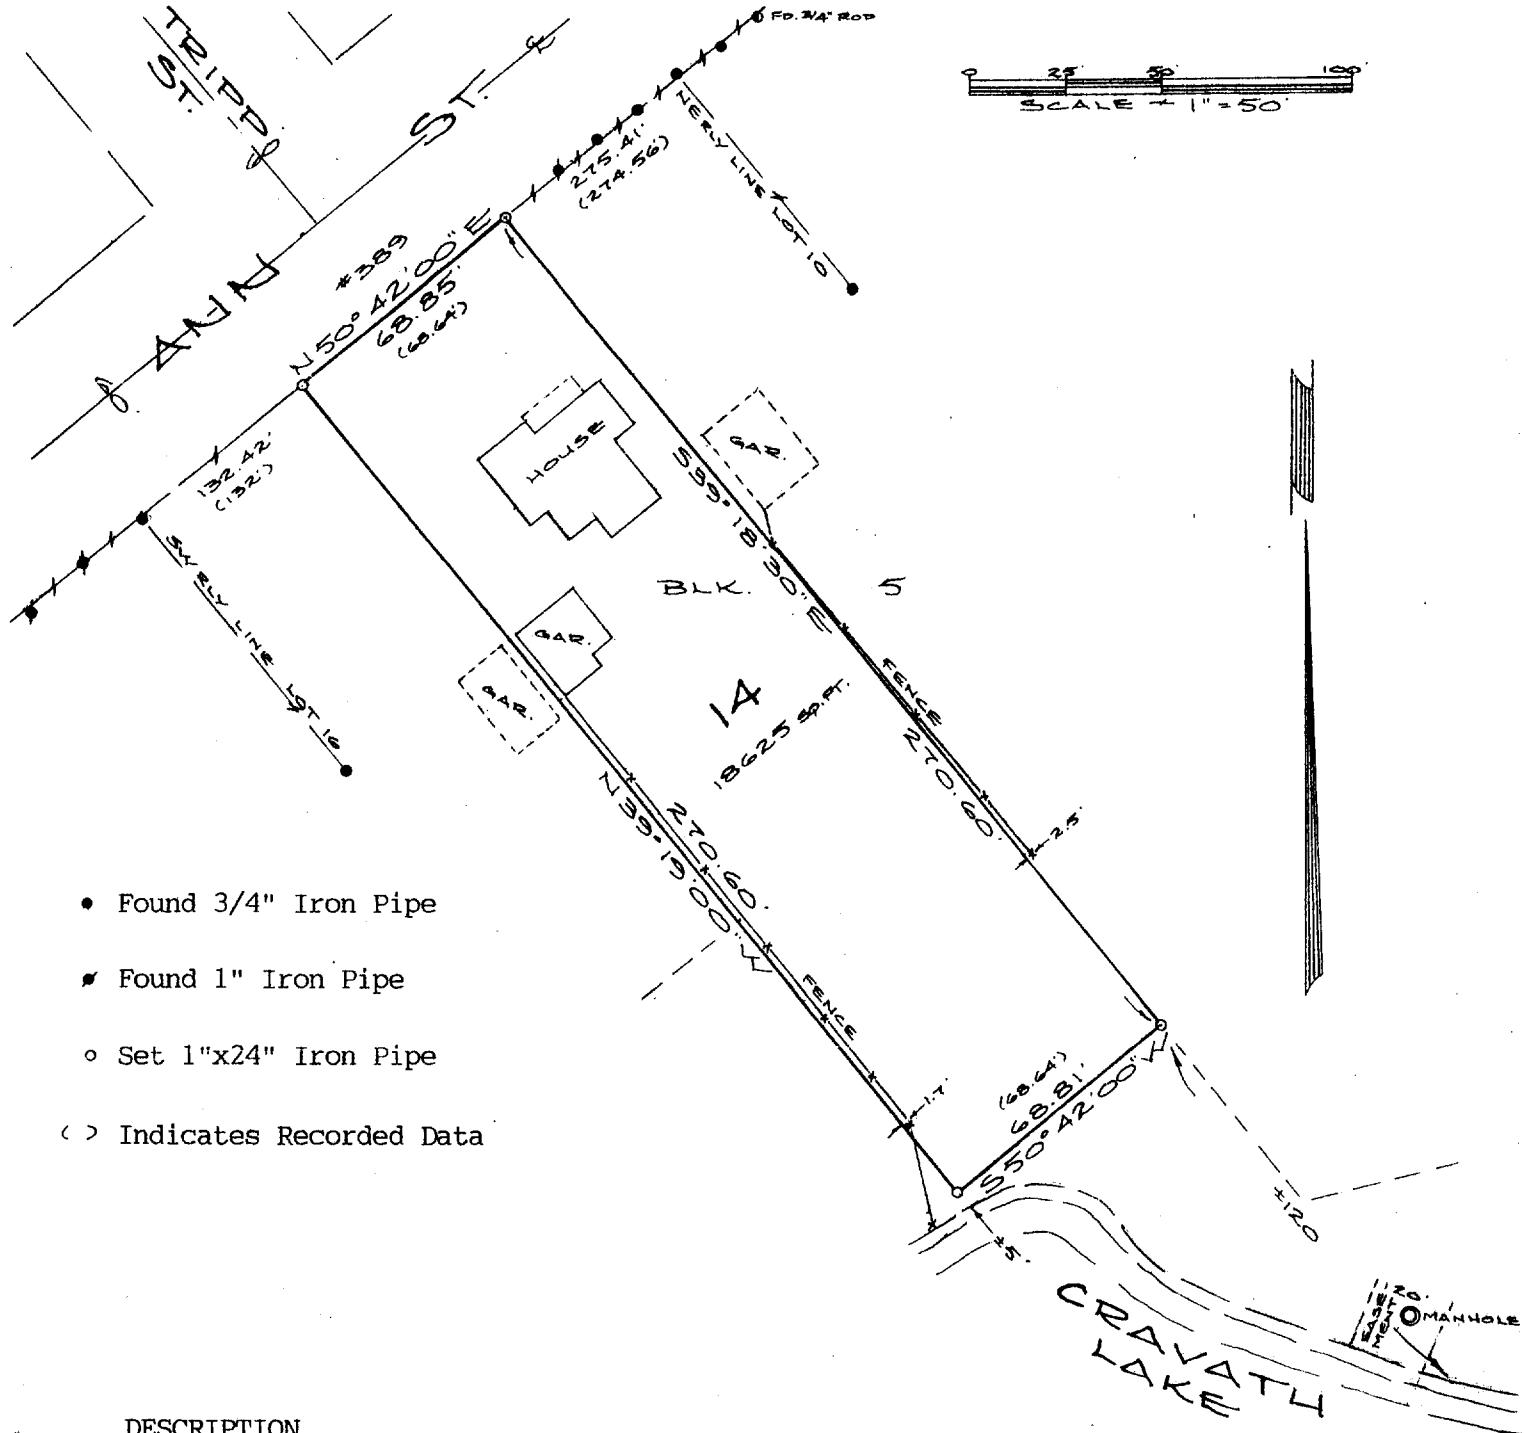 TRIPP
ST.
ANN
ST.
FD. 3/4" ROD
0 25' 50' 100'
SCALE - 1" = 50'
275.41'
(274.56')
N'ERLY LINE LOT 10
#389
N50° 42' 00" E
68.85'
(68.64')
132.42'
(132')
SW'RLY LINE LOT 16
HOUSE
GAR.
S39° 18' 30" E
BLK. 5
GAR.
GAR.
14
18625 SQ. FT.
FENCE
270.60'
2.5'
270.60'
N39° 19' 00" W
FENCE
1.7'
(68.64')
68.81'
S50° 42' 00" W
±120
±5'
CRAVATH
LAKE
EASE
MENT
20'
MANHOLE
Found 3/4" Iron Pipe
Found 1" Iron Pipe
Set 1"x24" Iron Pipe
( ) Indicates Recorded Data
DESCRIPTION